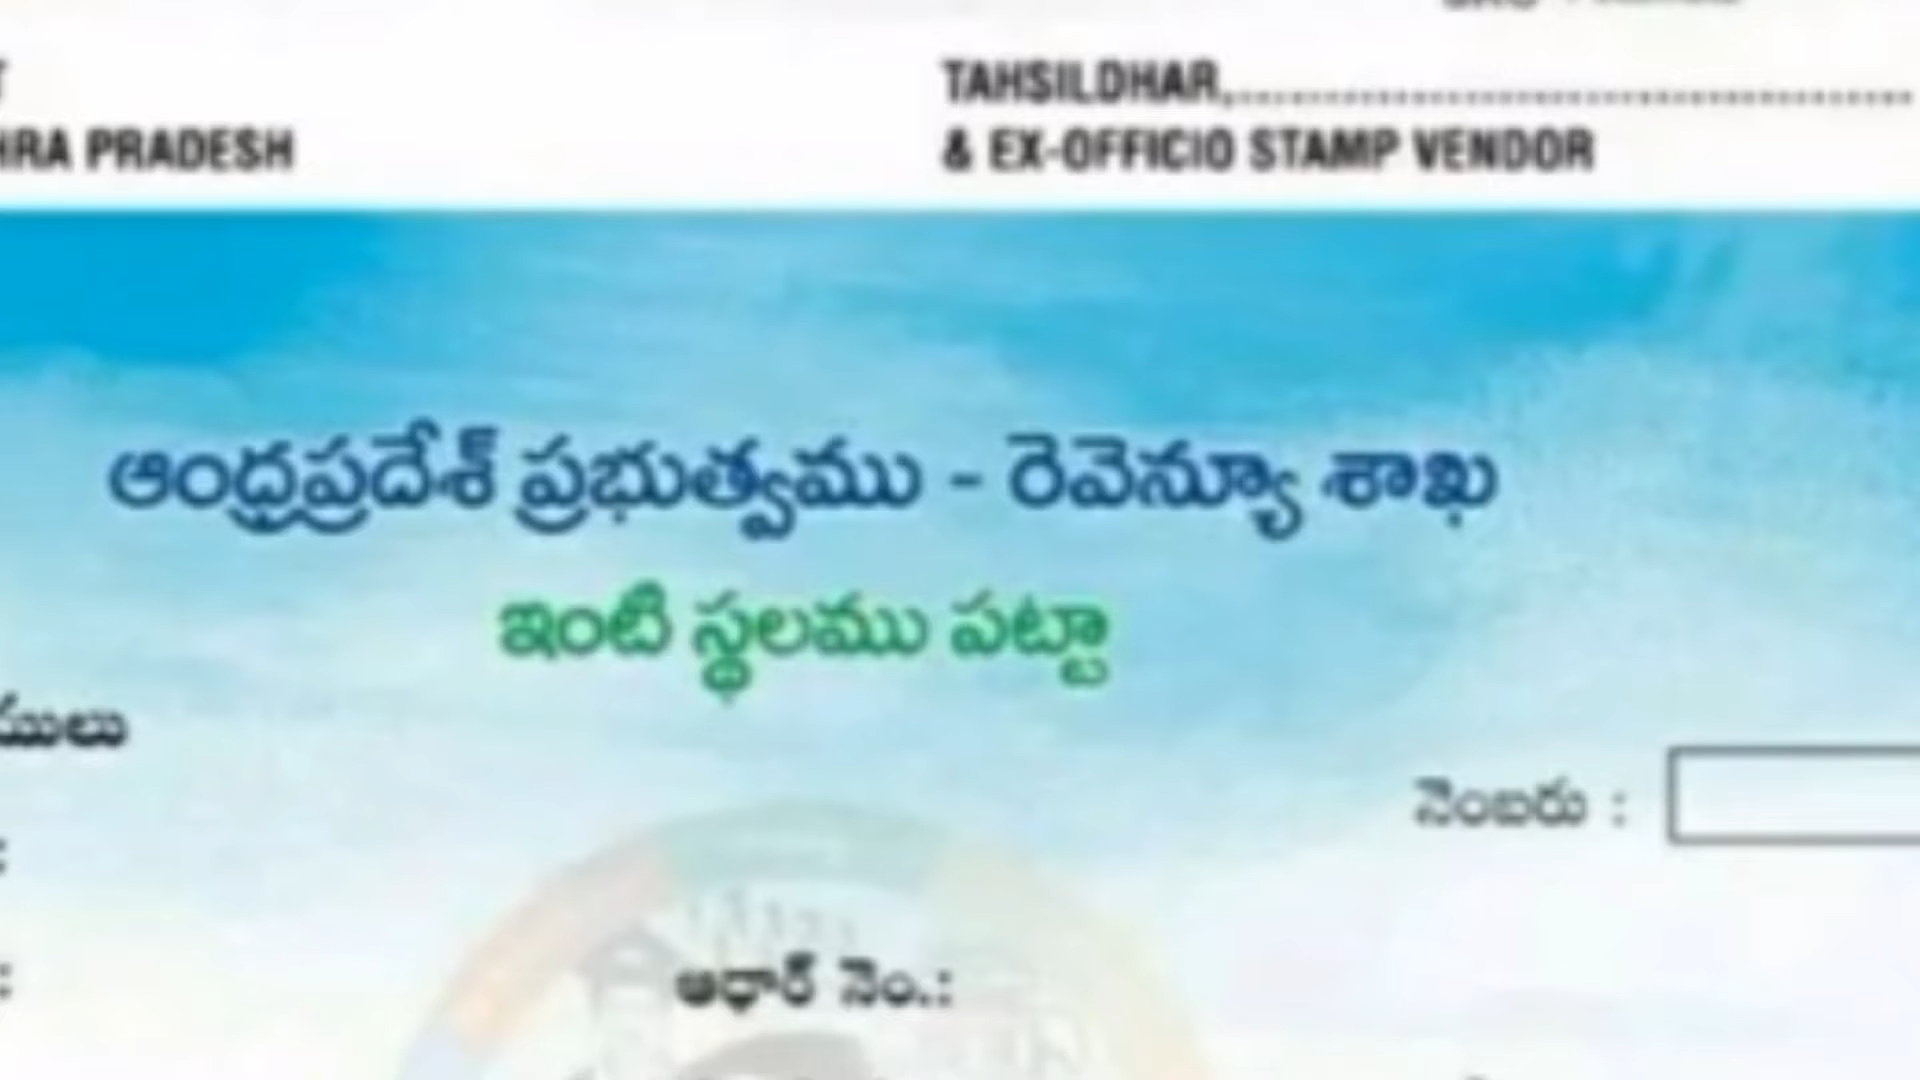 TAHSILDHAR,........................................
HRA PRADESH
& EX-OFFICIO STAMP VENDOR
ఆంధ్రప్రదేశ్ ప్రభుత్వము - రెవెన్యూ శాఖ
ఇంటి స్థలము పట్టా
నెంబరు :
ఆధార్ నెం.: